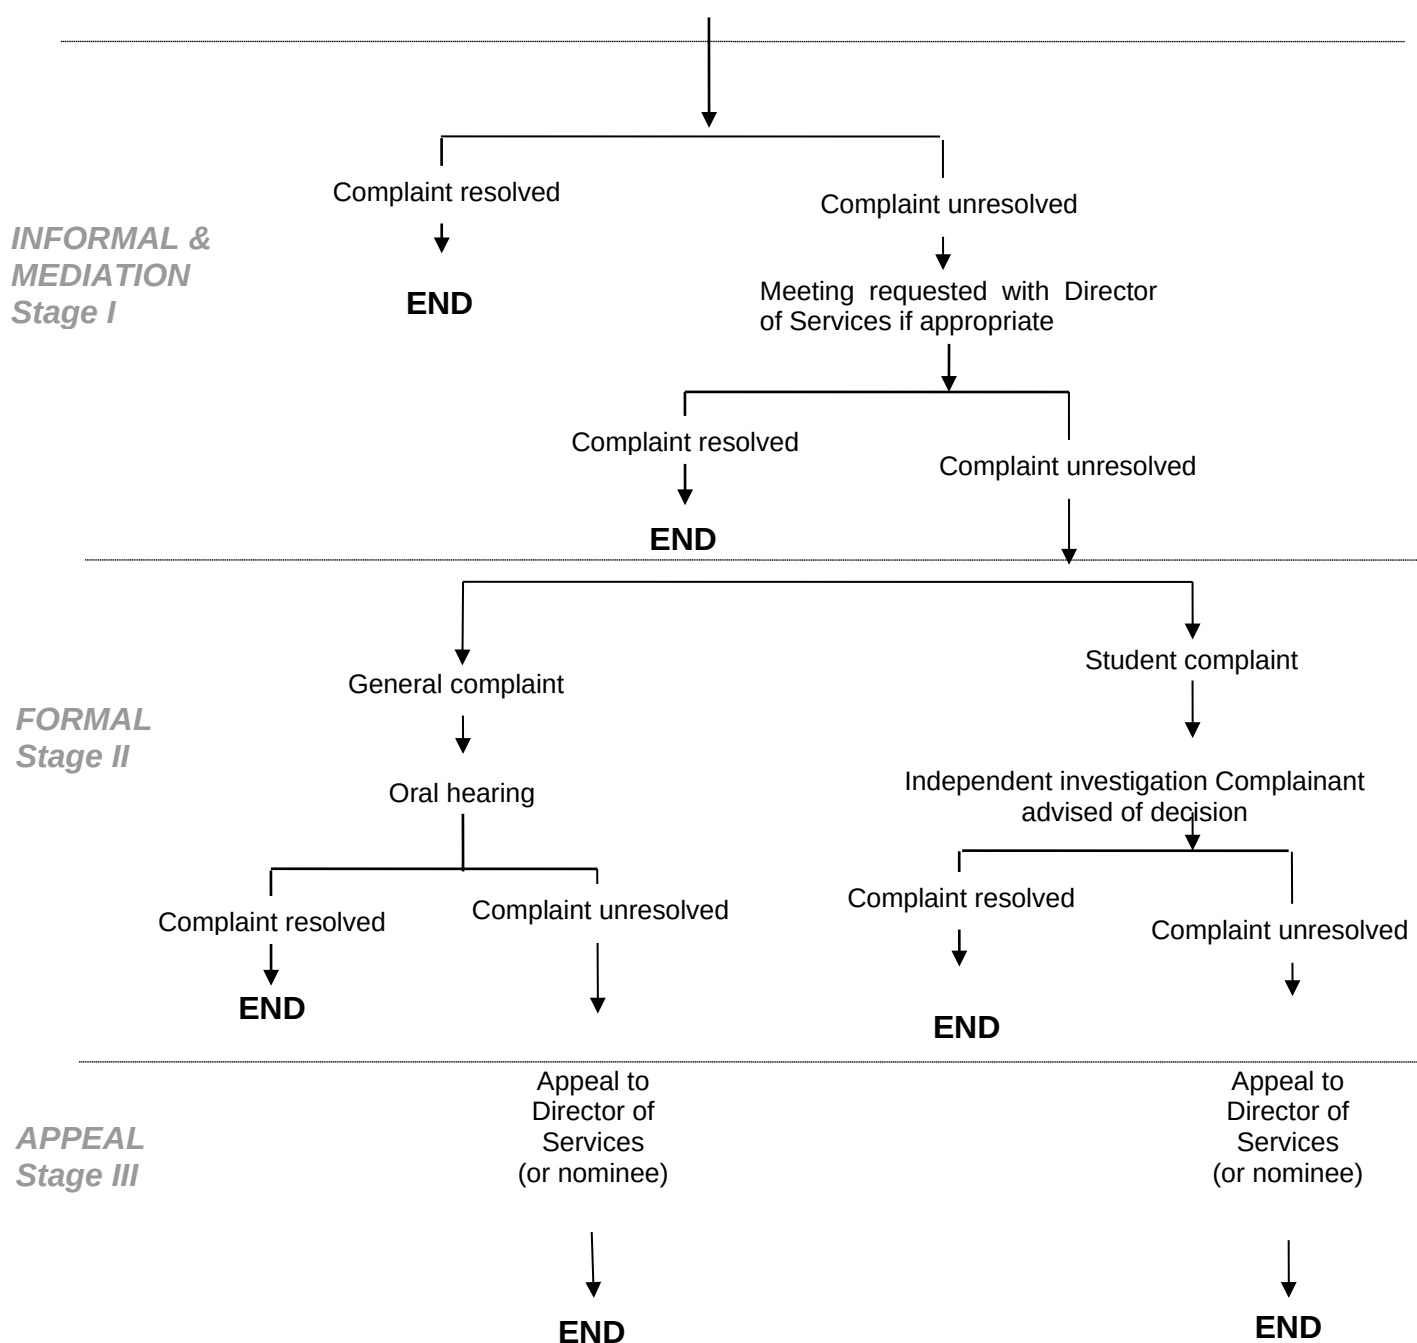 Complaint resolved
Complaint unresolved
INFORMAL &
MEDIATION
Stage I
END
Meeting requested with Director
of Services if appropriate
Complaint resolved
Complaint unresolved
END
Student complaint
General complaint
FORMAL
Stage II
Oral hearing
Independent investigation Complainant
advised of decision
Complaint resolved
Complaint unresolved
Complaint resolved
Complaint unresolved
END
END
Appeal to
Director of
Services
(or nominee)
Appeal to
Director of
Services
(or nominee)
APPEAL
Stage III
END
END